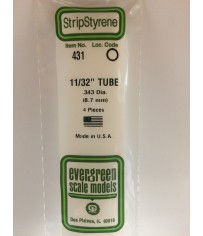 StripStyrene
Item No. Loc. Code
431
11/32" TUBE
.343 Dia.
(8.7 mm)
4 Pieces
Made in U.S.A.
evergreen
scale models
Des Plaines, IL 60018